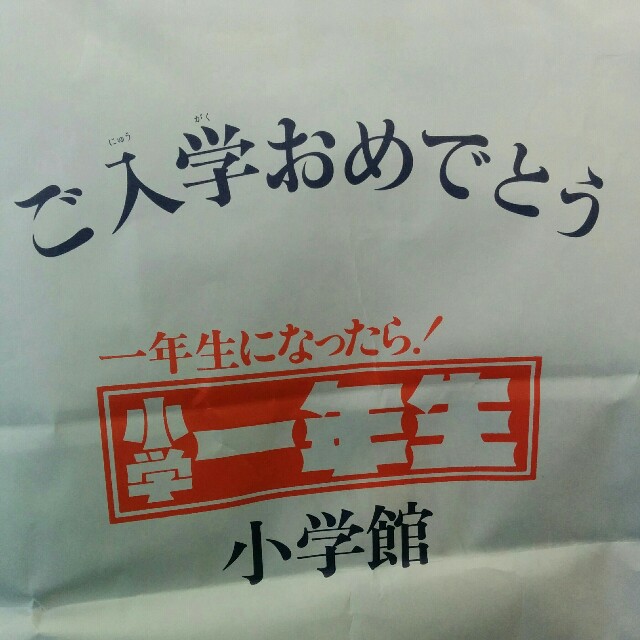 ご入学おめでとう
にゅう がく
一年生になったら!
小学一年生
小学館